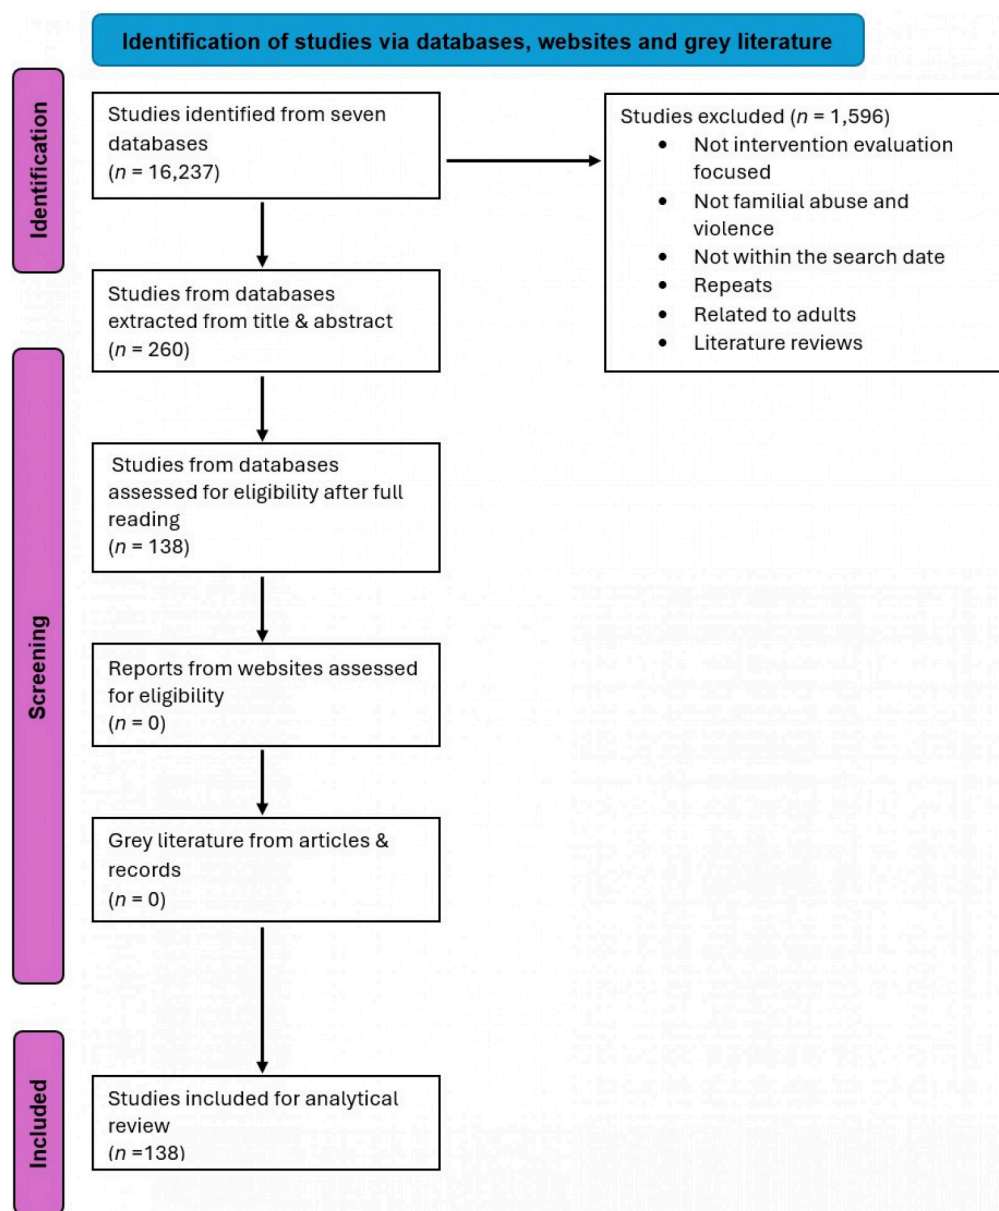 Identification of studies via databases, websites and grey literature
Identification
Studies identified from seven
databases
(n = 16,237)
Studies excluded (n = 1,596)
• Not intervention evaluation
focused
• Not familial abuse and
violence
• Not within the search date
• Repeats
• Related to adults
• Literature reviews
Studies from databases
extracted from title & abstract
(n = 260)
Screening
Studies from databases
assessed for eligibility after full
reading
(n = 138)
Reports from websites assessed
for eligibility
(n = 0)
Grey literature from articles &
records
(n = 0)
Included
Studies included for analytical
review
(n =138)